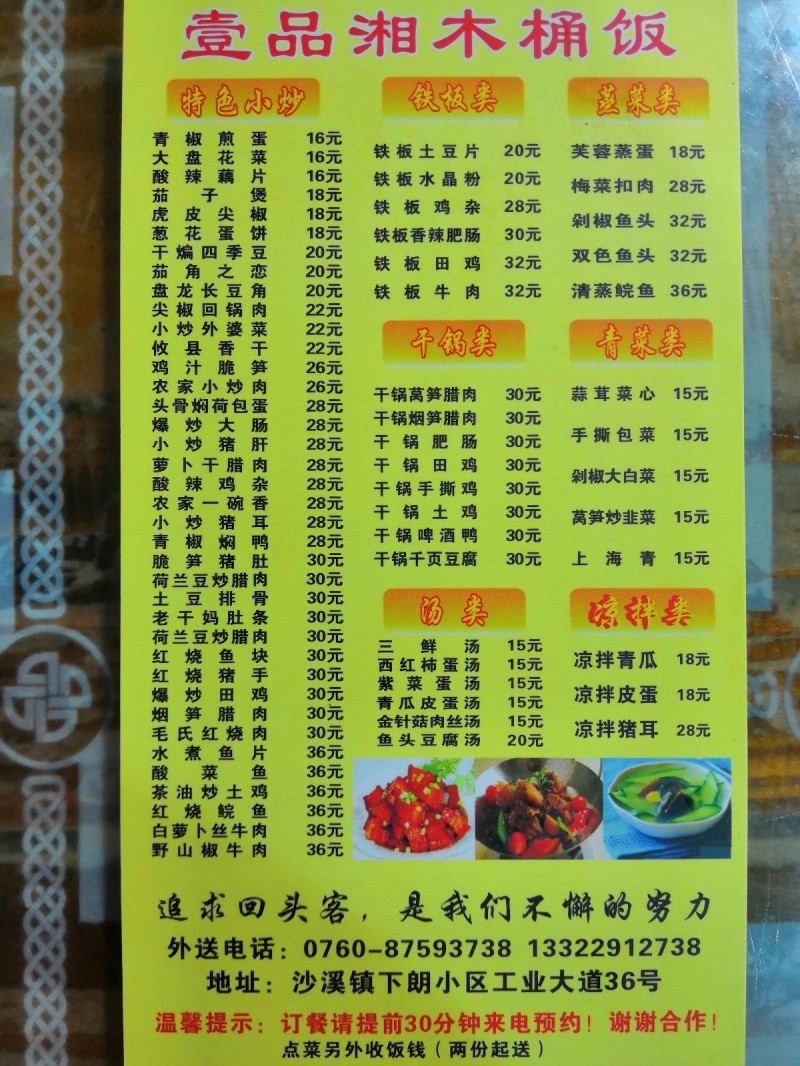 壹品湘木桶饭
特色小炒
青椒煎蛋 16元
大盘花菜 16元
酸辣藕片 16元
茄子煲 18元
虎皮尖椒 18元
葱花蛋饼 18元
干煸四季豆 20元
茄角之恋 20元
盘龙长豆角 20元
尖椒回锅肉 22元
小炒外婆菜 22元
攸县香干 22元
鸡汁脆笋 26元
农家小炒肉 26元
头骨焖荷包蛋 28元
爆炒大肠 28元
小炒猪肝 28元
萝卜干腊肉 28元
酸辣鸡杂 28元
农家一碗香 28元
小炒猪耳 28元
青椒焖鸭 28元
脆笋猪肚 30元
荷兰豆炒腊肉 30元
土豆排骨 30元
老干妈肚条 30元
荷兰豆炒腊肉 30元
红烧鱼块 30元
红烧猪手 30元
爆炒田鸡 30元
烟笋腊肉 30元
毛氏红烧肉 30元
水煮鱼片 36元
酸菜鱼 36元
茶油炒土鸡 36元
红烧鲩鱼 36元
白萝卜丝牛肉 36元
野山椒牛肉 36元
铁板类
铁板土豆片 20元
铁板水晶粉 20元
铁板鸡杂 28元
铁板香辣肥肠 30元
铁板田鸡 32元
铁板牛肉 32元
干锅类
干锅莴笋腊肉 30元
干锅烟笋腊肉 30元
干锅肥肠 30元
干锅田鸡 30元
干锅手撕鸡 30元
干锅土鸡 30元
干锅啤酒鸭 30元
干锅千页豆腐 30元
汤类
三鲜汤 15元
西红柿蛋汤 15元
紫菜蛋汤 15元
青瓜皮蛋汤 15元
金针菇肉丝汤 15元
鱼头豆腐汤 20元
蒸菜类
芙蓉蒸蛋 18元
梅菜扣肉 28元
剁椒鱼头 32元
双色鱼头 32元
清蒸鲩鱼 36元
青菜类
蒜茸菜心 15元
手撕包菜 15元
剁椒大白菜 15元
莴笋炒韭菜 15元
上海青 15元
凉拌类
凉拌青瓜 18元
凉拌皮蛋 18元
凉拌猪耳 28元
追求回头客，是我们不懈的努力
外送电话：0760-87593738 13322912738
地址：沙溪镇下朗小区工业大道36号
温馨提示：订餐请提前30分钟来电预约！谢谢合作！
点菜另外收饭钱（两份起送）